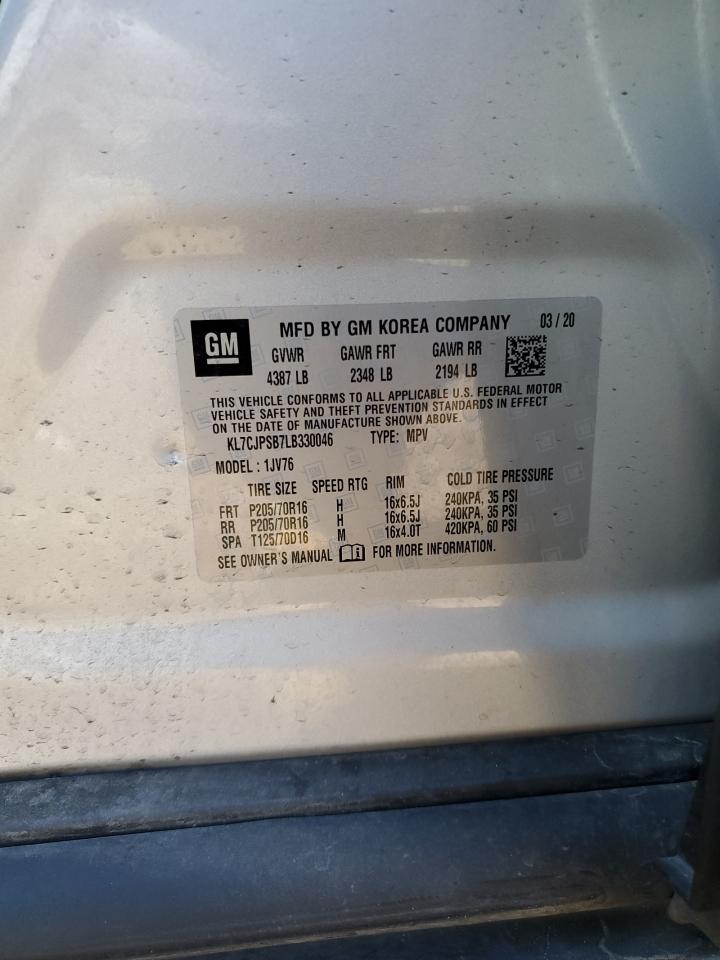 GM
MFD BY GM KOREA COMPANY 03 / 20
GVWR GAWR FRT GAWR RR
4387 LB 2348 LB 2194 LB
THIS VEHICLE CONFORMS TO ALL APPLICABLE U.S. FEDERAL MOTOR
VEHICLE SAFETY AND THEFT PREVENTION STANDARDS IN EFFECT
ON THE DATE OF MANUFACTURE SHOWN ABOVE.
KL7CJPSB7LB330046 TYPE: MPV
MODEL : 1JV76
TIRE SIZE SPEED RTG RIM COLD TIRE PRESSURE
FRT P205/70R16 H 16x6.5J 240KPA, 35 PSI
RR P205/70R16 H 16x6.5J 240KPA, 35 PSI
SPA T125/70D16 M 16x4.0T 420KPA, 60 PSI
SEE OWNER'S MANUAL FOR MORE INFORMATION.